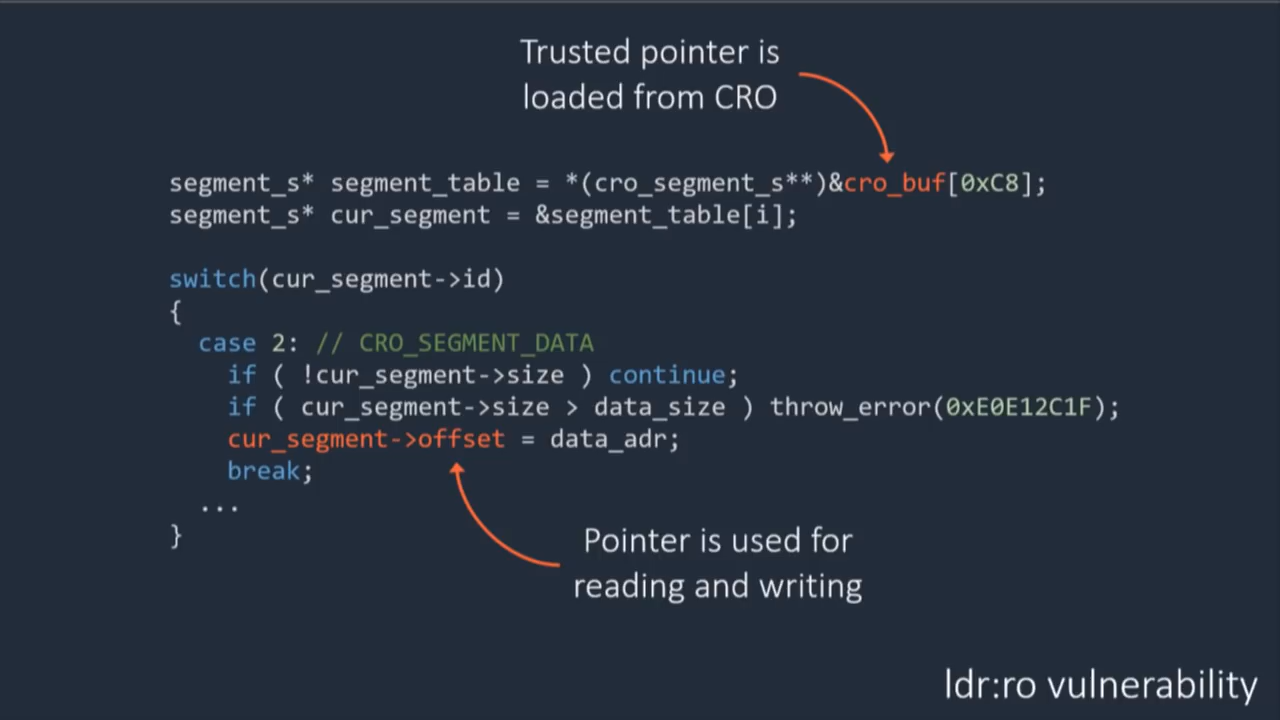 Trusted pointer is
loaded from CRO
segment_s* segment_table = *(cro_segment_s**)&cro_buf[0xC8];
segment_s* cur_segment = &segment_table[i];
switch(cur_segment->id)
{
case 2: // CRO_SEGMENT_DATA
if ( !cur_segment->size ) continue;
if ( cur_segment->size > data_size ) throw_error(0xE0E12C1F);
cur_segment->offset = data_adr;
break;
...
}
Pointer is used for
reading and writing
ldr:ro vulnerability